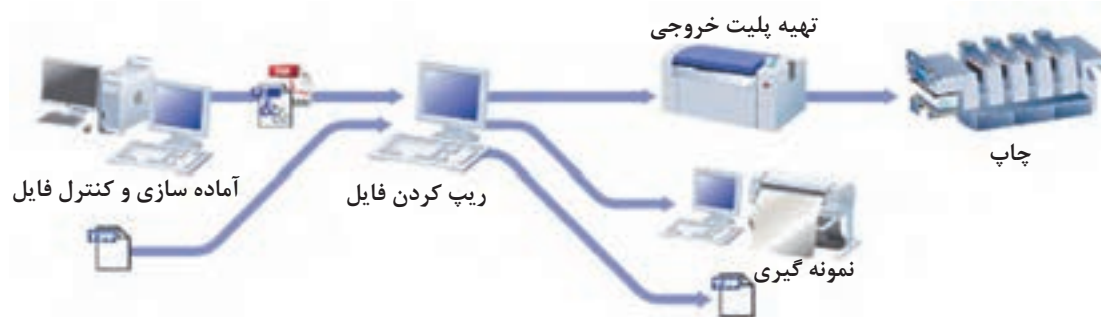 تهیه پلیت خروجی
چاپ
آماده سازی و کنترل فایل
ریپ کردن فایل
نمونه گیری